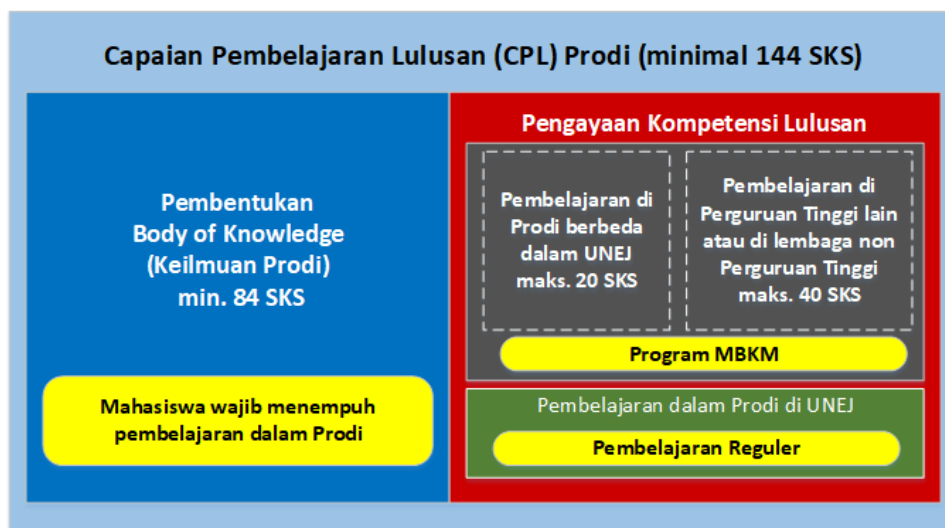 Capaian Pembelajaran Lulusan (CPL) Prodi (minimal 144 SKS)
Pembentukan
Body of Knowledge
(Keilmuan Prodi)
min. 84 SKS
Mahasiswa wajib menempuh
pembelajaran dalam Prodi
Pengayaan Kompetensi Lulusan
Pembelajaran di
Prodi berbeda
dalam UNEJ
maks. 20 SKS
Pembelajaran di
Perguruan Tinggi lain
atau di lembaga non
Perguruan Tinggi
maks. 40 SKS
Program MBKM
Pembelajaran dalam Prodi di UNEJ
Pembelajaran Reguler